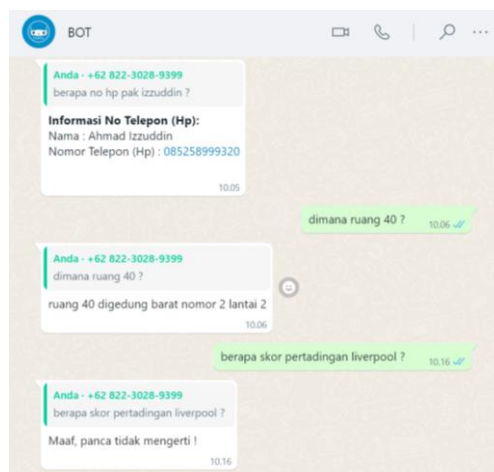 BOT
Anda - +62 822-3028-9399
berapa no hp pak izzuddin ?
Informasi No Telepon (Hp):
Nama : Ahmad Izzuddin
Nomor Telepon (Hp) : 085258999320
10.05
dimana ruang 40 ?
10.06
Anda - +62 822-3028-9399
dimana ruang 40 ?
ruang 40 digedung barat nomor 2 lantai 2
10.06
berapa skor pertadingan liverpool ?
10.16
Anda - +62 822-3028-9399
berapa skor pertadingan liverpool ?
Maaf, panca tidak mengerti !
10.16